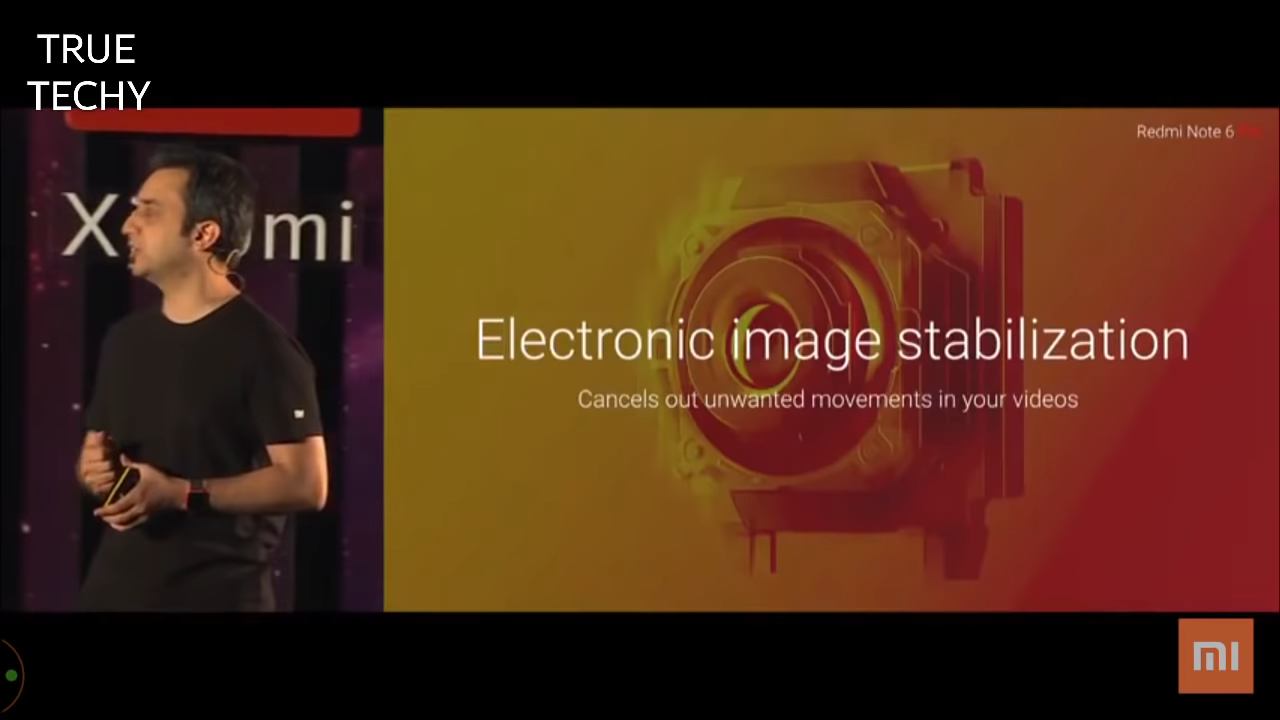 TRUE
TECHY
Redmi Note 6
Electronic image stabilization
Cancels out unwanted movements in your videos
mi